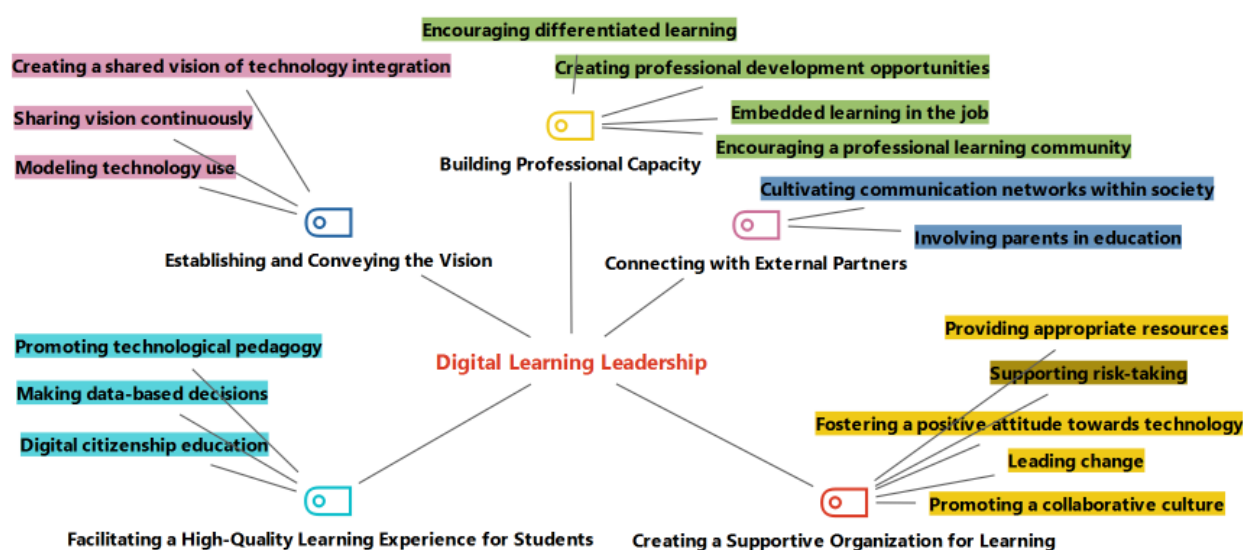 Encouraging differentiated learning
Creating a shared vision of technology integration
Creating professional development opportunities
Sharing vision continuously
Embedded learning in the job
Encouraging a professional learning community
Modeling technology use
Building Professional Capacity
Cultivating communication networks within society
Involving parents in education
Establishing and Conveying the Vision
Connecting with External Partners
Digital Learning Leadership
Promoting technological pedagogy
Making data-based decisions
Digital citizenship education
Facilitating a High-Quality Learning Experience for Students
Providing appropriate resources
Supporting risk-taking
Fostering a positive attitude towards technology
Leading change
Promoting a collaborative culture
Creating a Supportive Organization for Learning